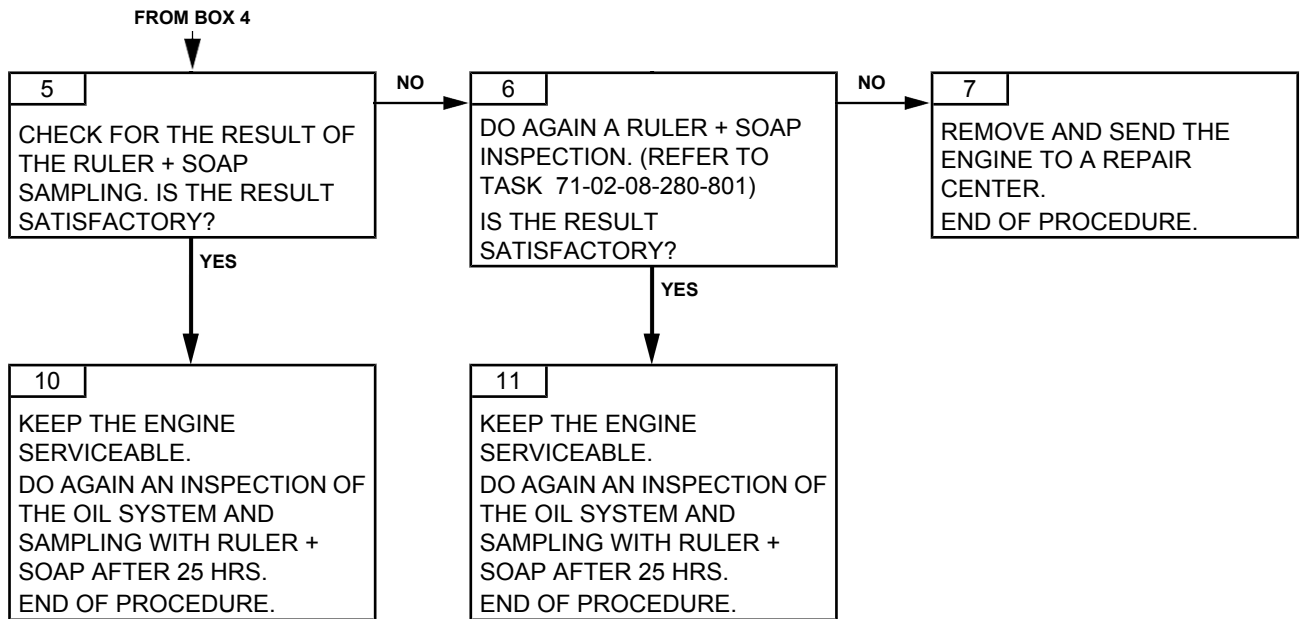 FROM BOX 4
5
CHECK FOR THE RESULT OF
THE RULER + SOAP
SAMPLING. IS THE RESULT
SATISFACTORY?
NO
6
DO AGAIN A RULER + SOAP
INSPECTION. (REFER TO
TASK 71-02-08-280-801)
IS THE RESULT
SATISFACTORY?
NO
7
REMOVE AND SEND THE
ENGINE TO A REPAIR
CENTER.
END OF PROCEDURE.
YES
YES
10
KEEP THE ENGINE
SERVICEABLE.
DO AGAIN AN INSPECTION OF
THE OIL SYSTEM AND
SAMPLING WITH RULER +
SOAP AFTER 25 HRS.
END OF PROCEDURE.
11
KEEP THE ENGINE
SERVICEABLE.
DO AGAIN AN INSPECTION OF
THE OIL SYSTEM AND
SAMPLING WITH RULER +
SOAP AFTER 25 HRS.
END OF PROCEDURE.